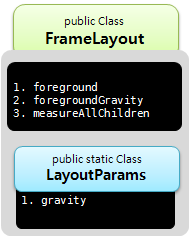 public Class
FrameLayout
1. foreground
2. foregroundGravity
3. measureAllChildren
public static Class
LayoutParams
1. gravity